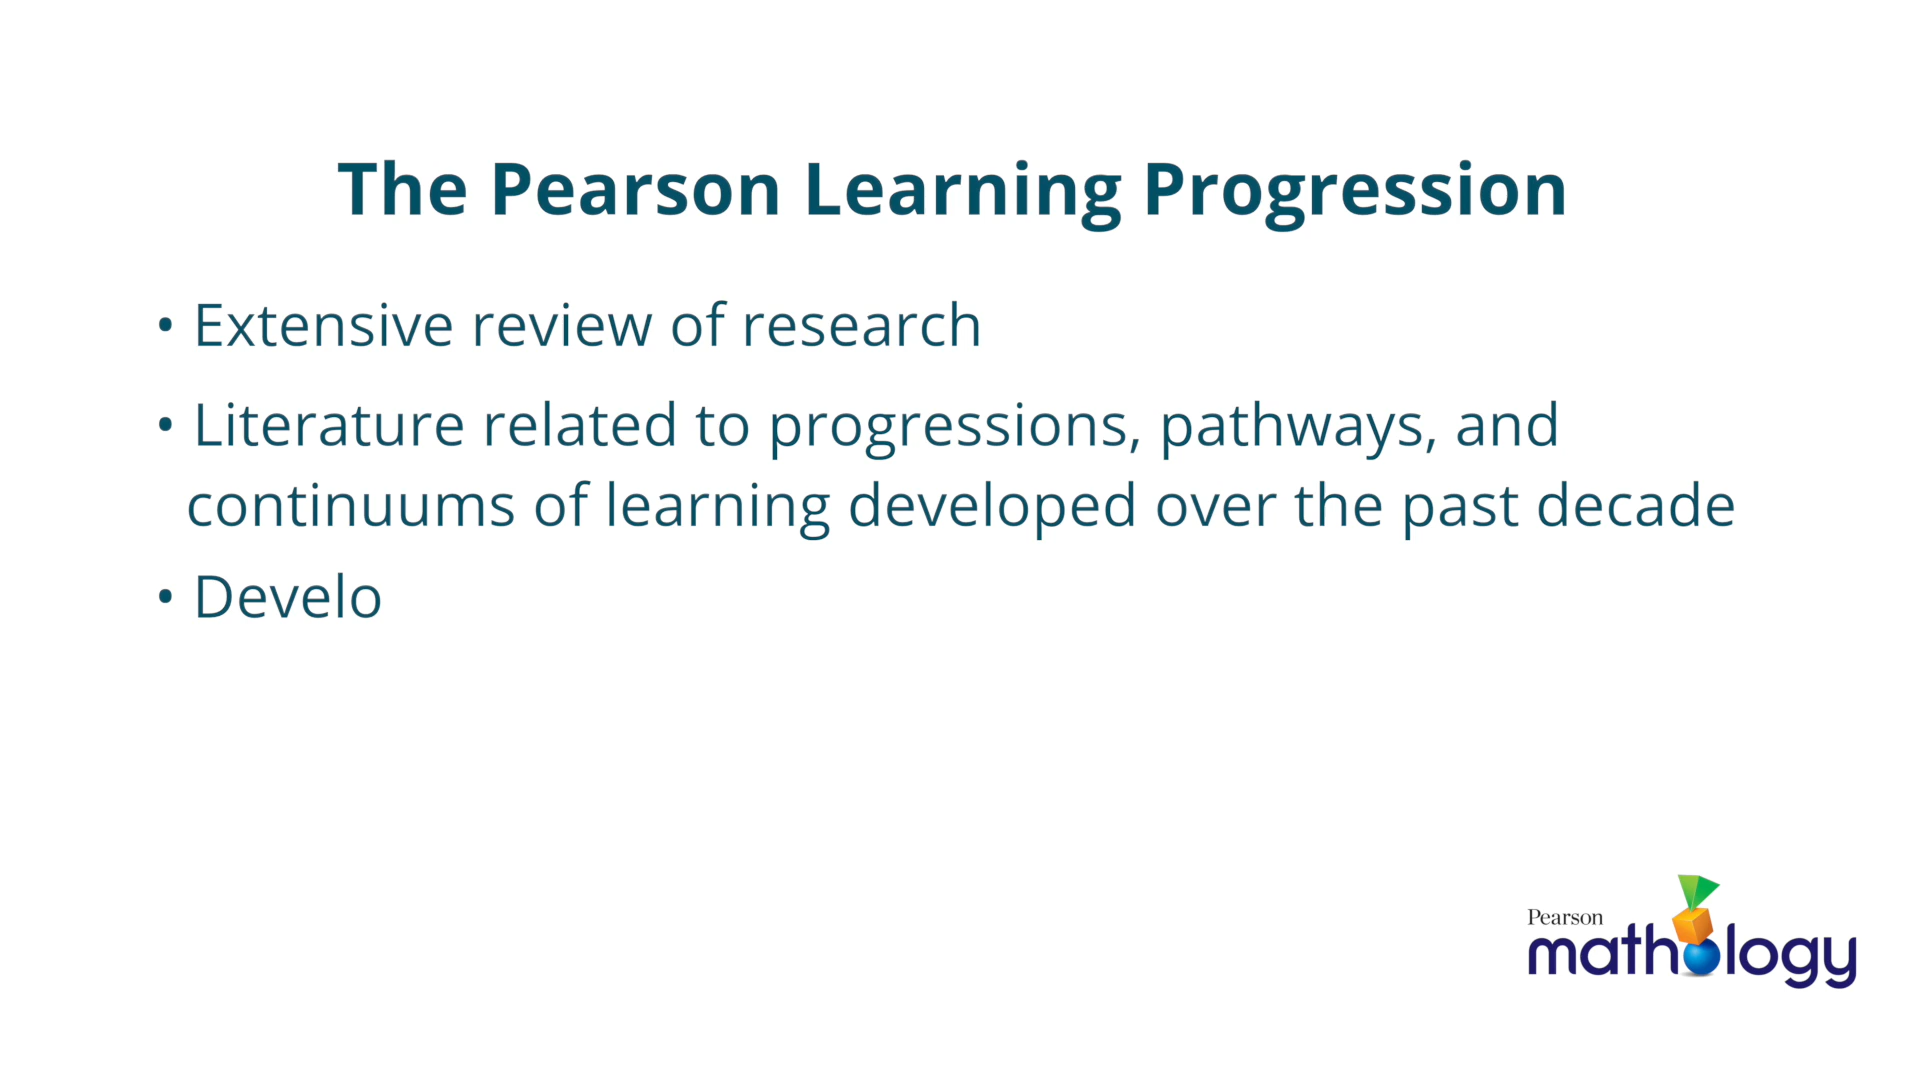 The Pearson Learning Progression
• Extensive review of research
• Literature related to progressions, pathways, and
continuums of learning developed over the past decade
• Develo
Pearson
mathology